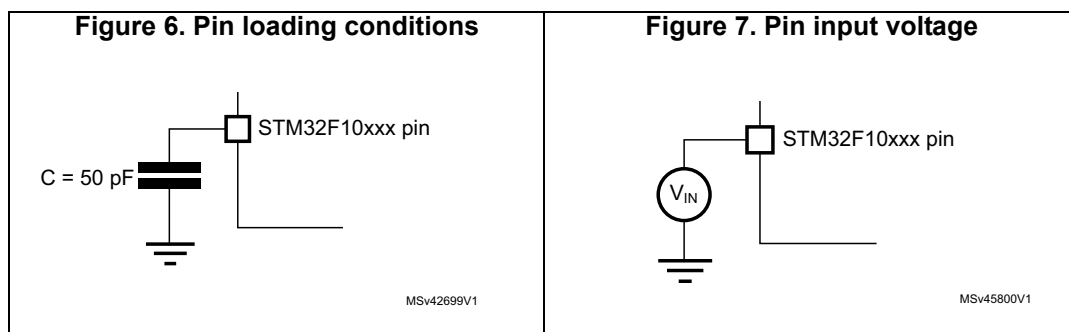 Figure 6. Pin loading conditions
STM32F10xxx pin
C = 50 pF
MSv42699V1
Figure 7. Pin input voltage
STM32F10xxx pin
VIN
MSv45800V1